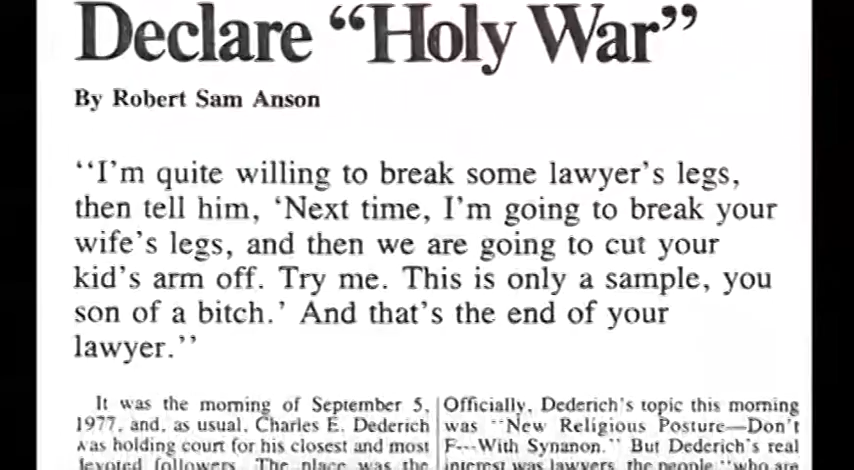 Declare “Holy War”
By Robert Sam Anson
‘‘I’m quite willing to break some lawyer’s legs,
then tell him, ‘Next time, I’m going to break your
wife’s legs, and then we are going to cut your
kid’s arm off. Try me. This is only a sample, you
son of a bitch.’ And that’s the end of your
lawyer.’’
It was the morning of September 5,
1977, and, as usual, Charles E. Dederich
was holding court for his closest and most
devoted followers. The place was the
Officially, Dederich’s topic this morning
was ‘‘New Religious Posture—Don’t
F---With Synanon.’’ But Dederich’s real
interest was lawyers, the people ‘‘who are